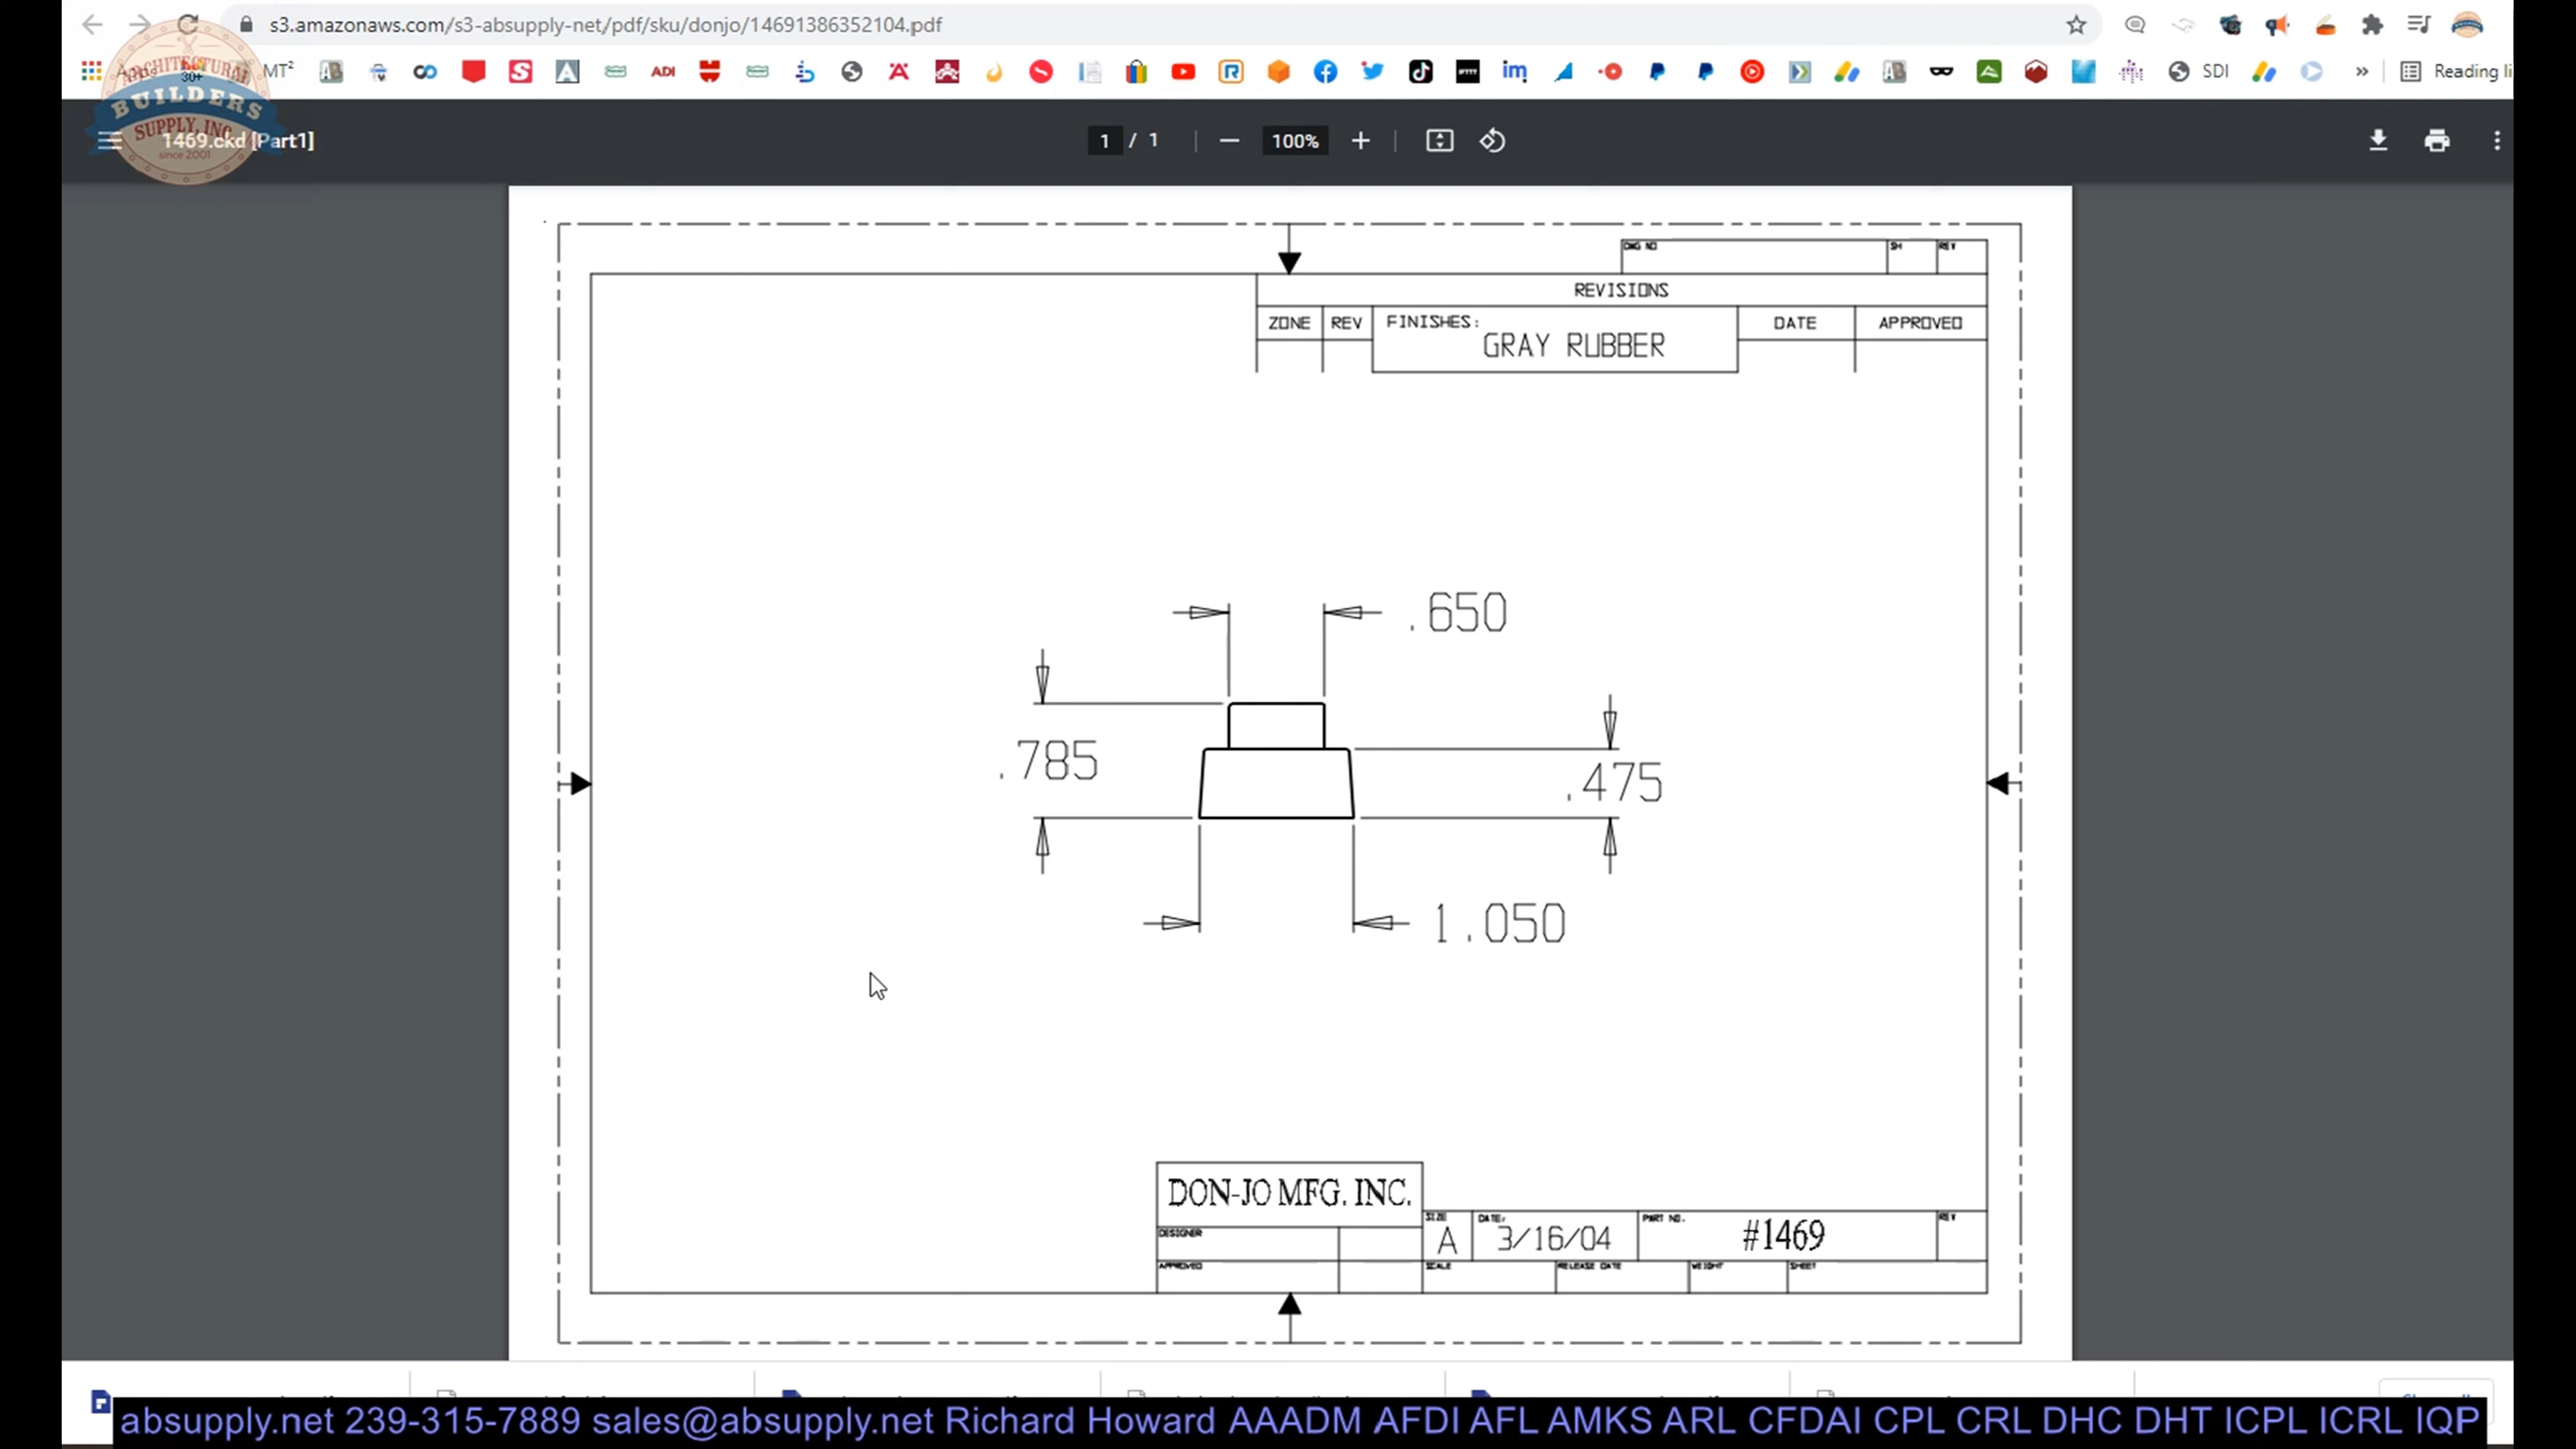 s3.amazonaws.com/s3-absupply-net/pdf/sku/donjo/14691386352104.pdf
30+
MT²
ADI
SDI
»
Reading li
ARCHITECTURAL
BUILDERS
SUPPLY, INC
since 2001
1469.ckd [Part1]
1 / 1
100%
DWG NO
SH
REV
REVISIONS
ZONE
REV
FINISHES:
GRAY RUBBER
DATE
APPROVED
.650
.785
.475
1.050
DON-JO MFG. INC.
DESIGNER
APPROVED
SIZE
A
DATE:
3/16/04
PART NO.
#1469
REV
SCALE
RELEASE DATE
WEIGHT
SHEET
absupply.net 239-315-7889 sales@absupply.net Richard Howard AAADM AFDI AFL AMKS ARL CFDAI CPL CRL DHC DHT ICPL ICRL IQP